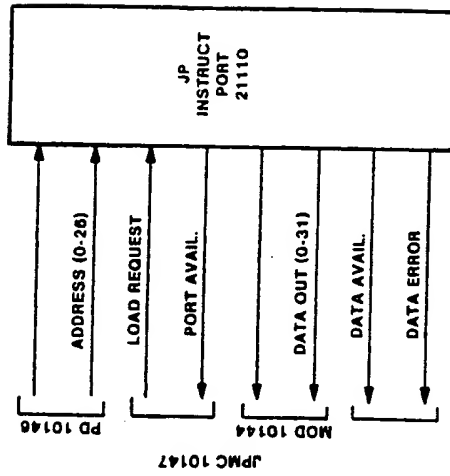 JP
INSTRUCT
PORT
21110
ADDRESS (0-26)
LOAD REQUEST
PORT AVAIL.
DATA OUT (0-31)
DATA AVAIL.
DATA ERROR
PD 10146
MOD 10144
JPMC 10147